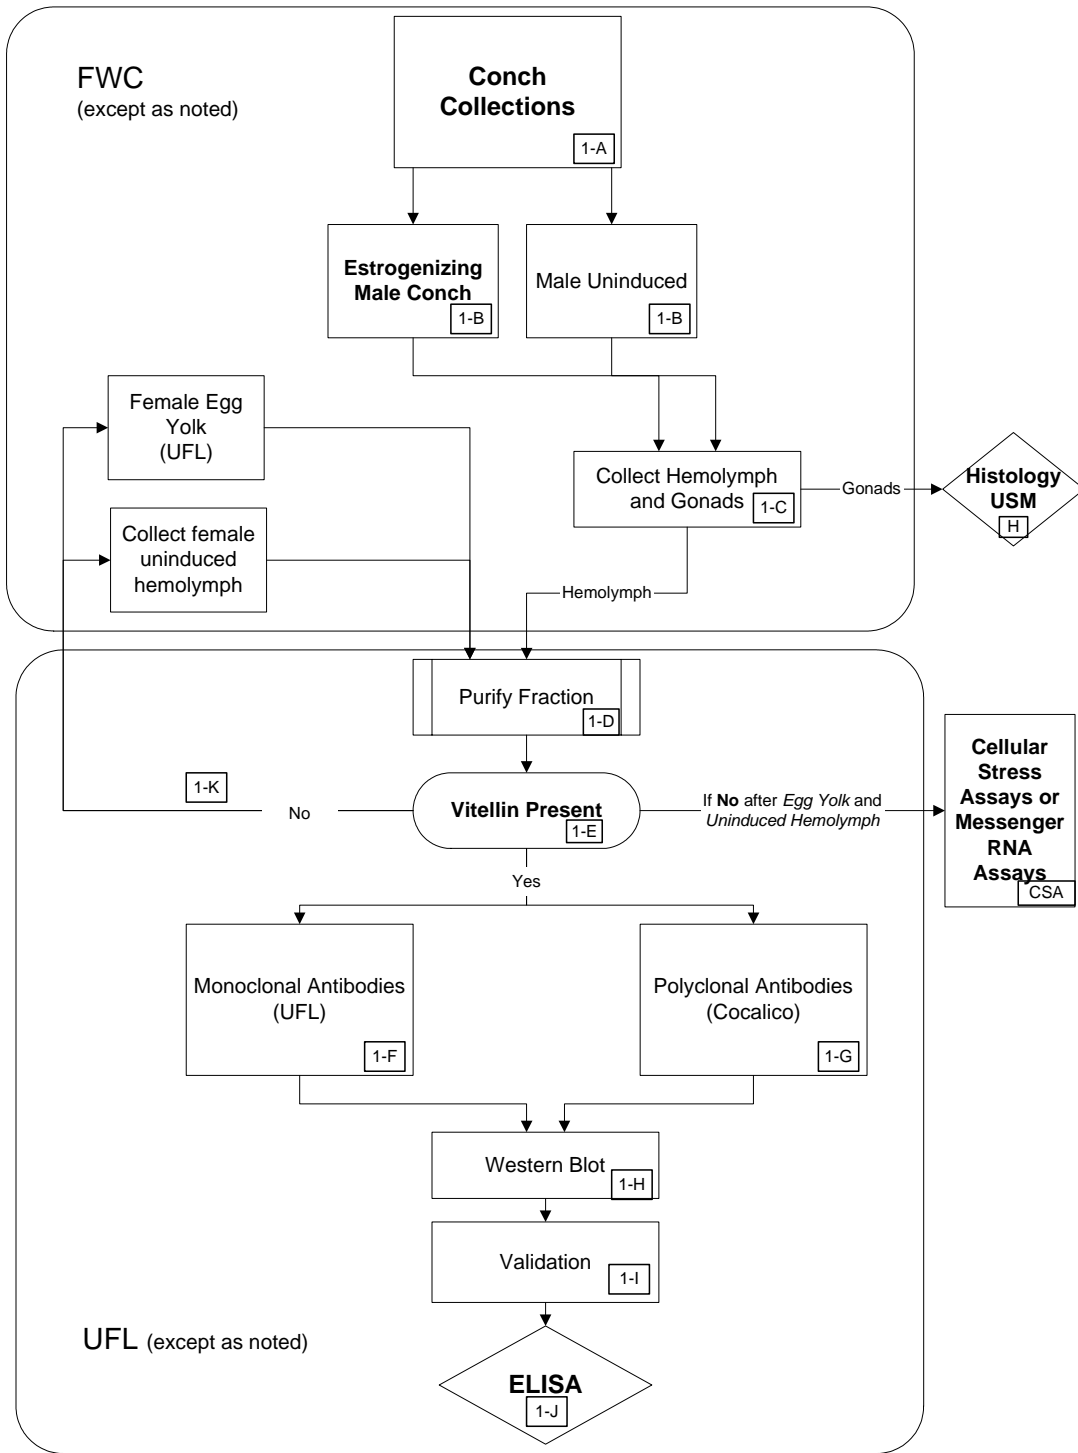 FWC
(except as noted)
Conch
Collections
1-A
Estrogenizing
Male Conch
1-B
Male Uninduced
1-B
Female Egg
Yolk
(UFL)
Collect Hemolymph
and Gonads
1-C
Gonads
Histology
USM
H
Collect female
uninduced
hemolymph
Hemolymph
Purify Fraction
1-D
1-K
No
Vitellin Present
1-E
If No after Egg Yolk and
Uninduced Hemolymph
Cellular
Stress
Assays or
Messenger
RNA
Assays
CSA
Yes
Monoclonal Antibodies
(UFL)
1-F
Polyclonal Antibodies
(Cocalico)
1-G
Western Blot
1-H
Validation
1-I
UFL (except as noted)
ELISA
1-J